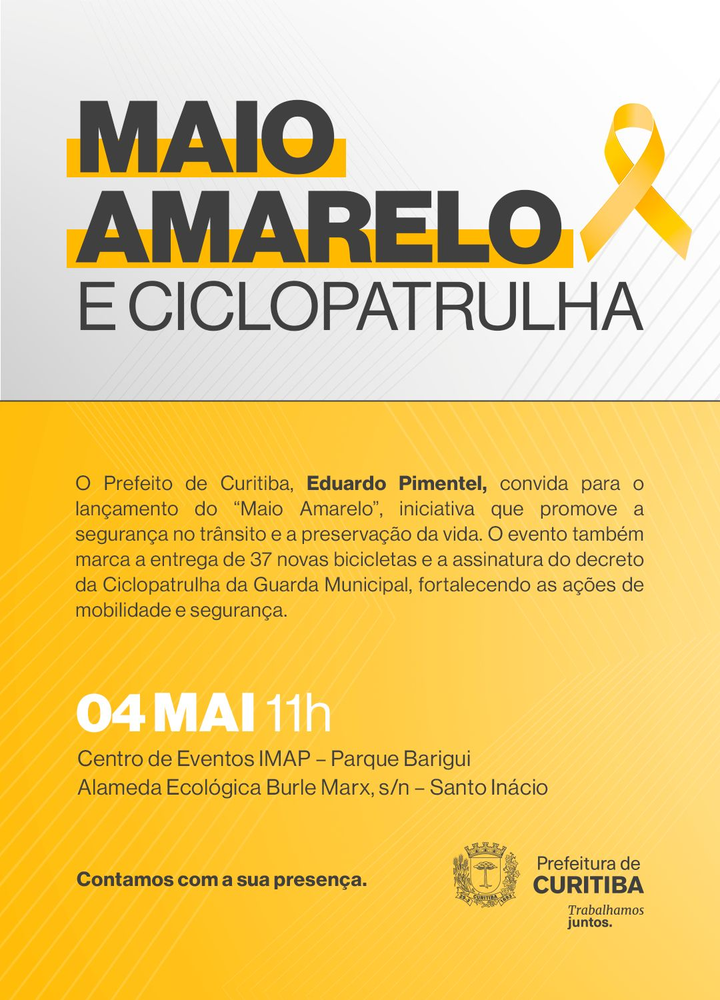 MAIO
AMARELO
E CICLOPATRULHA
O Prefeito de Curitiba, Eduardo Pimentel, convida para o
lançamento do “Maio Amarelo”, iniciativa que promove a
segurança no trânsito e a preservação da vida. O evento também
marca a entrega de 37 novas bicicletas e a assinatura do decreto
da Ciclopatrulha da Guarda Municipal, fortalecendo as ações de
mobilidade e segurança.
04 MAI 11h
Centro de Eventos IMAP – Parque Barigui
Alameda Ecológica Burle Marx, s/n – Santo Inácio
Contamos com a sua presença.
29-3 CURITIBA 1693
Prefeitura de
CURITIBA
Trabalhamos
juntos.